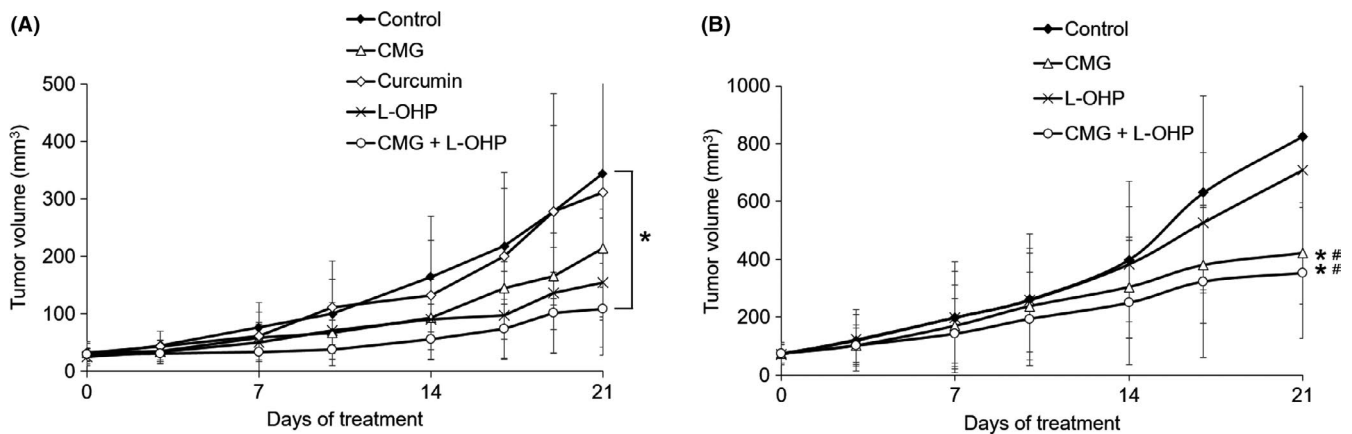 (A)
Control
CMG
Curcumin
L-OHP
CMG + L-OHP
Tumor volume (mm³)
500
400
300
200
100
0
0 7 14 21
Days of treatment
*
(B)
Control
CMG
L-OHP
CMG + L-OHP
Tumor volume (mm³)
1000
800
600
400
200
0
0 7 14 21
Days of treatment
* #
* #